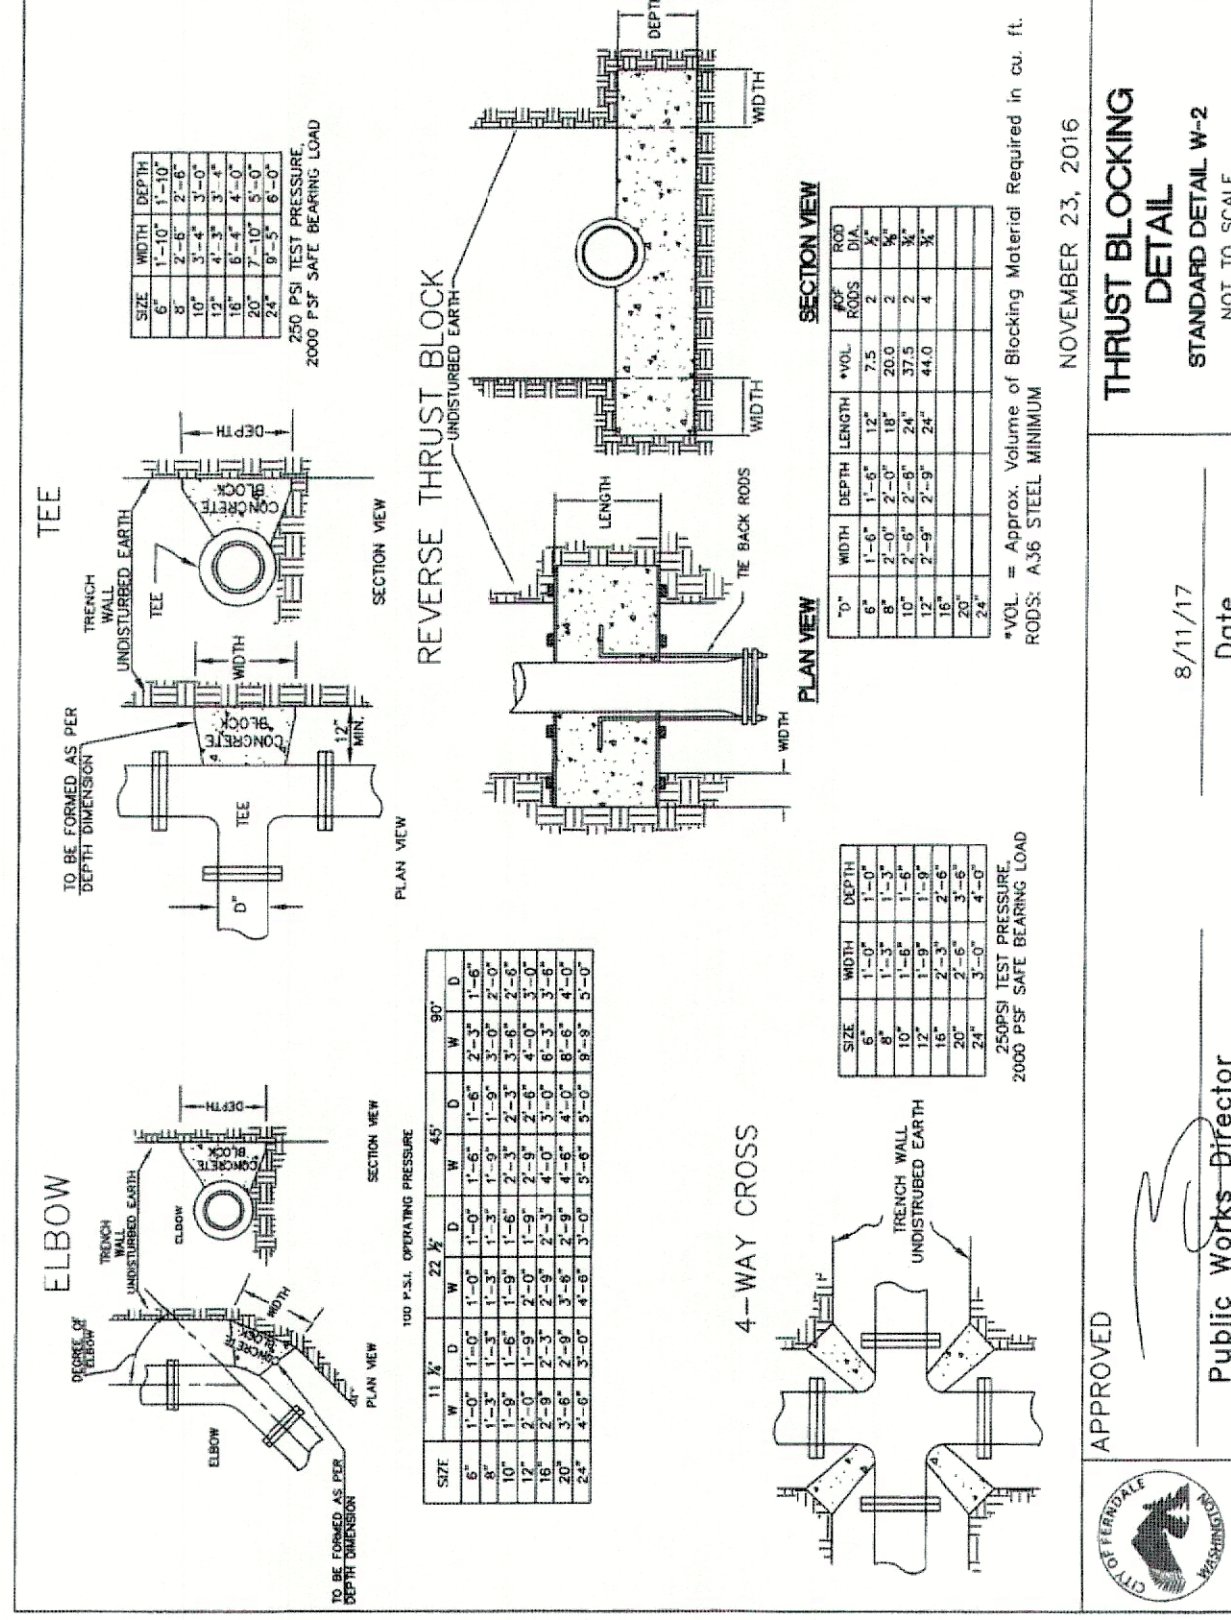 ELBOW
DEGREE OF
ELBOW
TRENCH
WALL
UNDISTURBED EARTH
ELBOW
ELBOW
CONCRETE
BLOCK
WIDTH
CONCRETE
BLOCK
DEPTH
TO BE FORMED AS PER
DEPTH DIMENSION
PLAN VIEW
SECTION VIEW
100 P.S.I. OPERATING PRESSURE
SIZE 11 ¼° 22 ½° 45° 90°
W D W D W D W D
6" 1'-0" 1'-0" 1'-0" 1'-0" 1'-6" 1'-6" 2'-3" 1'-6"
8" 1'-3" 1'-3" 1'-3" 1'-3" 1'-9" 1'-9" 3'-0" 2'-0"
10" 1'-9" 1'-6" 1'-9" 1'-6" 2'-3" 2'-3" 3'-6" 2'-6"
12" 2'-0" 1'-9" 2'-0" 1'-9" 2'-9" 2'-6" 4'-0" 3'-0"
16" 2'-9" 2'-3" 2'-9" 2'-3" 4'-0" 3'-0" 6'-3" 3'-6"
20" 3'-6" 2'-9" 3'-6" 2'-9" 4'-6" 4'-0" 8'-6" 4'-0"
24" 4'-6" 3'-0" 4'-6" 3'-0" 5'-6" 5'-0" 9'-9" 5'-0"
TEE
TO BE FORMED AS PER
DEPTH DIMENSION
TRENCH
WALL
UNDISTURBED EARTH
TEE
D"
TEE
CONCRETE
BLOCK
WIDTH
12"
MIN.
CONCRETE
BLOCK
DEPTH
PLAN VIEW
SECTION VIEW
SIZE WIDTH DEPTH
6" 1'-10" 1'-10"
8" 2'-6" 2'-6"
10" 3'-4" 3'-0"
12" 4'-3" 3'-4"
16" 6'-4" 4'-0"
20" 7'-10" 5'-0"
24" 9'-5" 6'-0"
250 PSI TEST PRESSURE,
2000 PSF SAFE BEARING LOAD
REVERSE THRUST BLOCK
UNDISTURBED EARTH
LENGTH
TIE BACK RODS
WIDTH
WIDTH
WIDTH
DEPTH
PLAN VIEW
SECTION VIEW
"D" WIDTH DEPTH LENGTH *VOL. #OF RODS ROD DIA.
6" 1'-6" 1'-6" 12" 7.5 2 ½"
8" 2'-0" 2'-0" 18" 20.0 2 ⅝"
10" 2'-6" 2'-6" 24" 37.5 2 ¾"
12" 2'-9" 2'-9" 24" 44.0 4 ¾"
16"
20"
24"
*VOL. = Approx. Volume of Blocking Material Required in cu. ft.
RODS: A36 STEEL MINIMUM
4-WAY CROSS
TRENCH WALL
UNDISTRUBED EARTH
SIZE WIDTH DEPTH
6" 1'-0" 1'-0"
8" 1'-3" 1'-3"
10" 1'-6" 1'-6"
12" 1'-9" 1'-9"
16" 2'-3" 2'-6"
20" 2'-6" 3'-6"
24" 3'-0" 4'-0"
250PSI TEST PRESSURE,
2000 PSF SAFE BEARING LOAD
NOVEMBER 23, 2016
CITY OF FERNDALE
WASHINGTON
APPROVED
Public Works Director
8/11/17
Date
THRUST BLOCKING
DETAIL
STANDARD DETAIL W-2
NOT TO SCALE